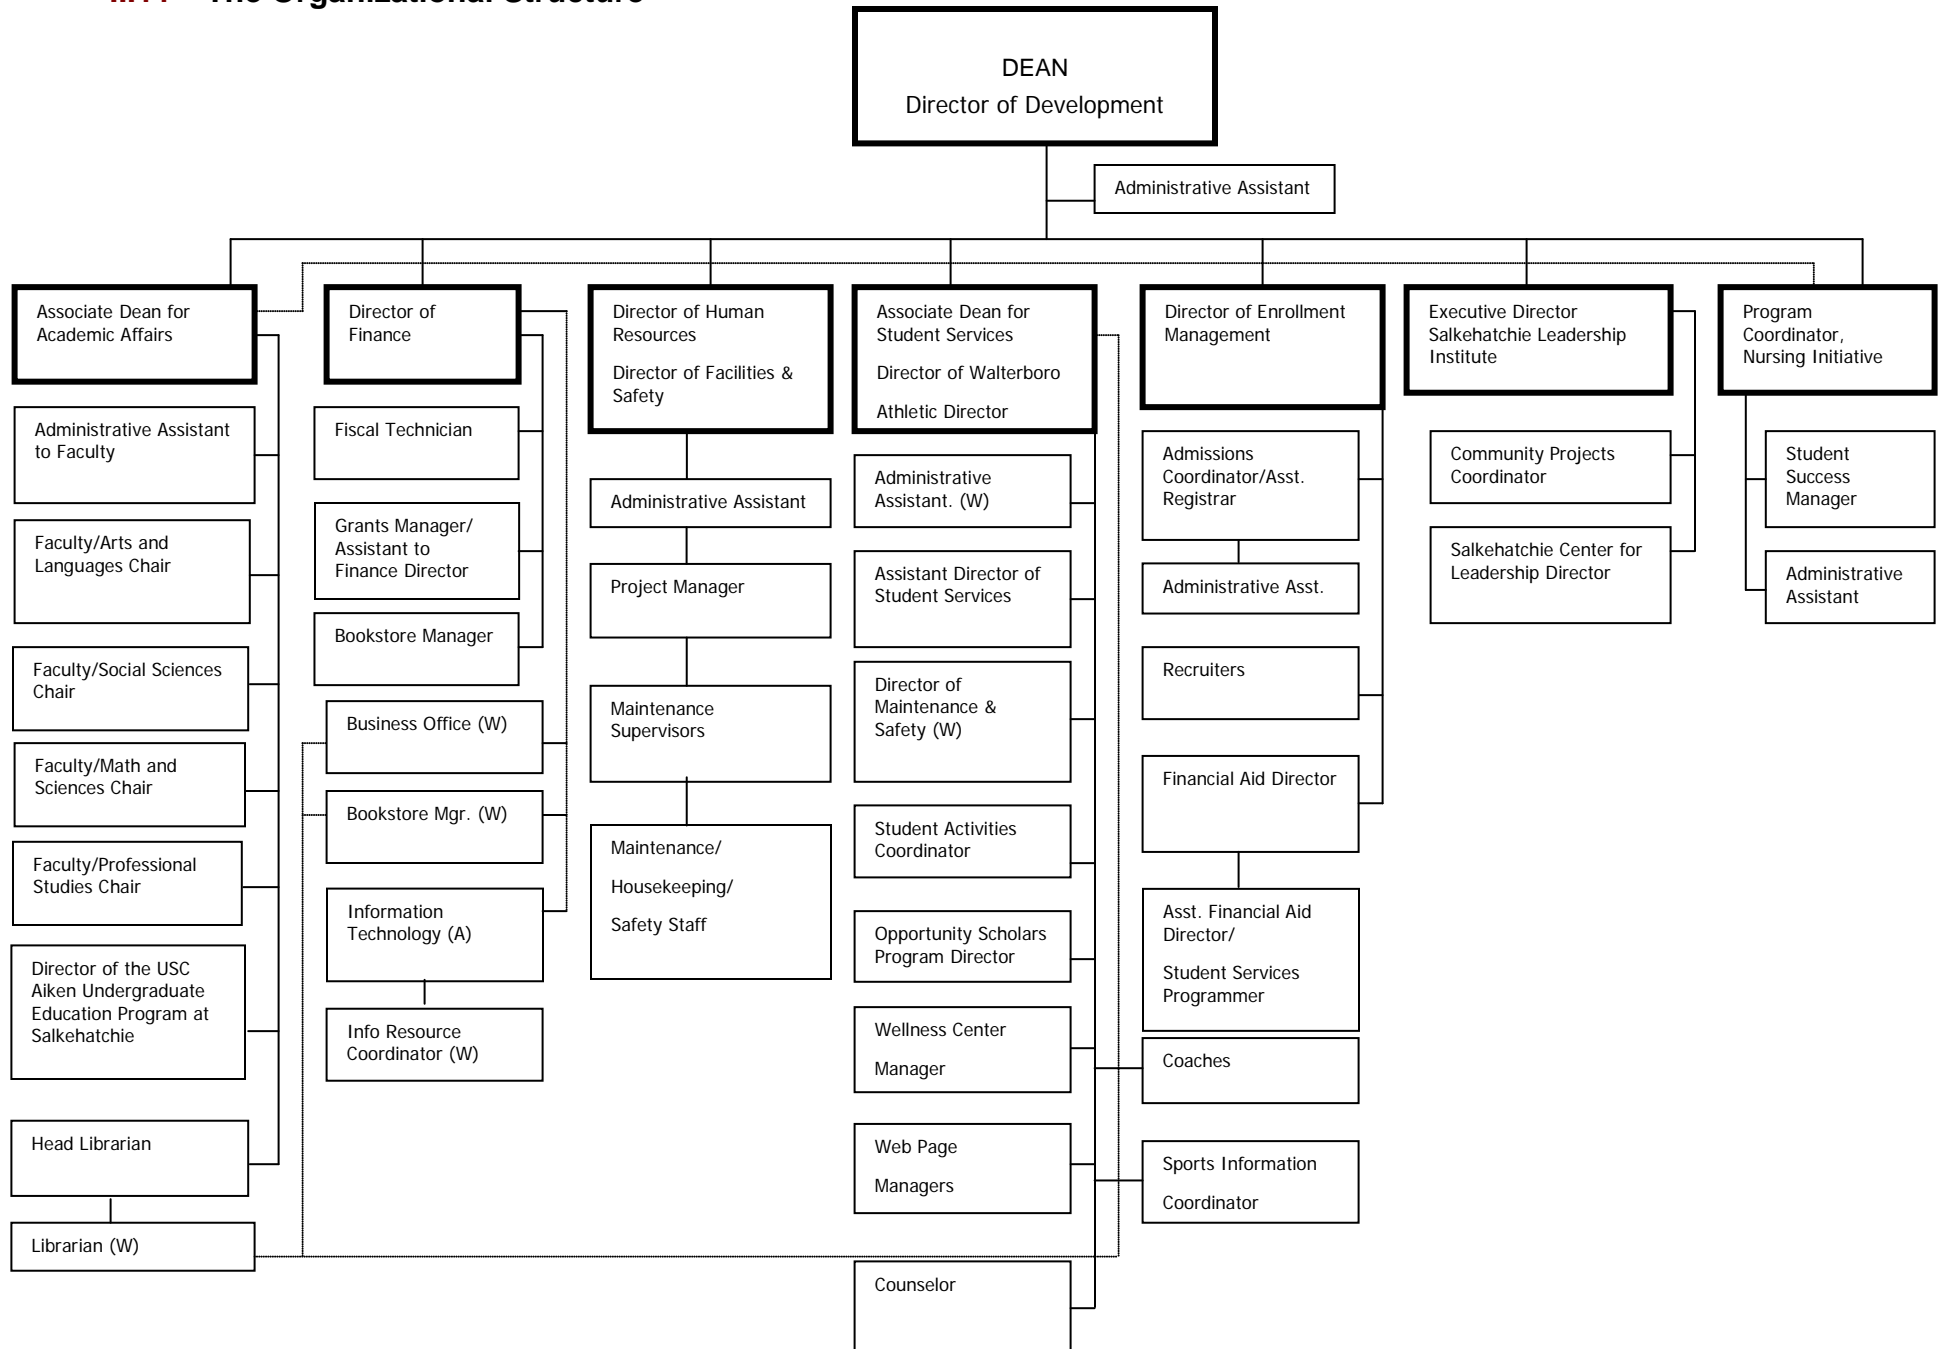 The Organizational Structure
DEAN
Director of Development
Administrative Assistant
Associate Dean for
Academic Affairs
Administrative Assistant
to Faculty
Faculty/Arts and
Languages Chair
Faculty/Social Sciences
Chair
Faculty/Math and
Sciences Chair
Faculty/Professional
Studies Chair
Director of the USC
Aiken Undergraduate
Education Program at
Salkehatchie
Head Librarian
Librarian (W)
Director of
Finance
Fiscal Technician
Grants Manager/
Assistant to
Finance Director
Bookstore Manager
Business Office (W)
Bookstore Mgr. (W)
Information
Technology (A)
Info Resource
Coordinator (W)
Director of Human
Resources
Director of Facilities &
Safety
Administrative Assistant
Project Manager
Maintenance
Supervisors
Maintenance/
Housekeeping/
Safety Staff
Associate Dean for
Student Services
Director of Walterboro
Athletic Director
Administrative
Assistant. (W)
Assistant Director of
Student Services
Director of
Maintenance &
Safety (W)
Student Activities
Coordinator
Opportunity Scholars
Program Director
Wellness Center
Manager
Web Page
Managers
Counselor
Director of Enrollment
Management
Admissions
Coordinator/Asst.
Registrar
Administrative Asst.
Recruiters
Financial Aid Director
Asst. Financial Aid
Director/
Student Services
Programmer
Coaches
Sports Information
Coordinator
Executive Director
Salkehatchie Leadership
Institute
Community Projects
Coordinator
Salkehatchie Center for
Leadership Director
Program
Coordinator,
Nursing Initiative
Student
Success
Manager
Administrative
Assistant